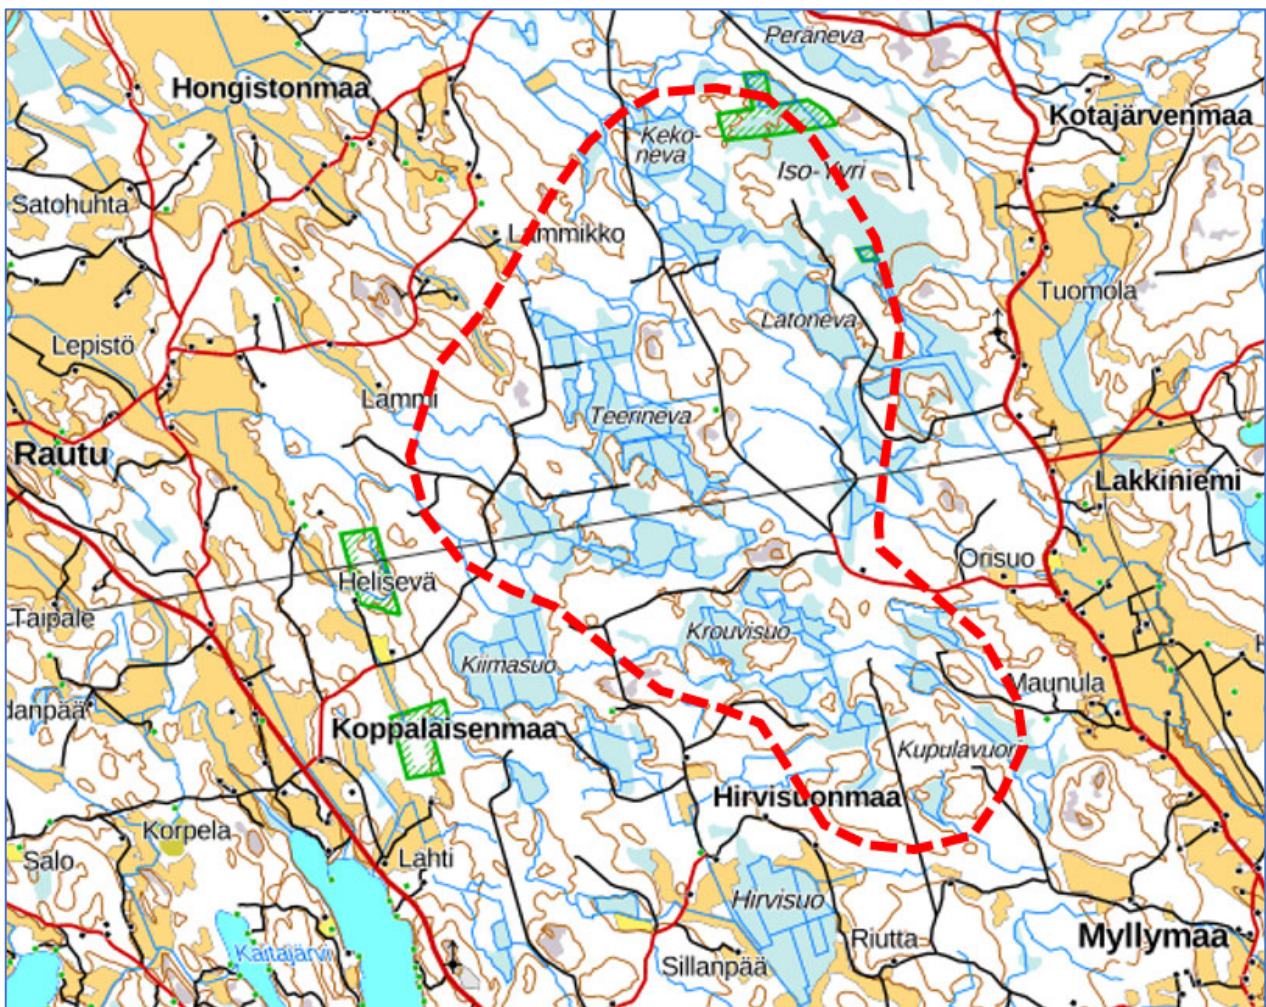 Peräneva
Hongistonmaa
Kotajärvenmaa
Keko-
neva
Iso-Vyri
Satohuhta
Lammikko
Tuomola
Latoneva
Lepistö
Lammi
Teerineva
Rautu
Lakkiniemi
Orisuo
Helisevä
Taipale
Krouvisuo
Kiimasuo
Maunula
danpää
Koppalaisenmaa
Kupulavuori
Hirvisuonmaa
Korpela
Salo
Lahti
Hirvisuo
Riutta
Myllymaa
Kaitajärvi
Sillanpää